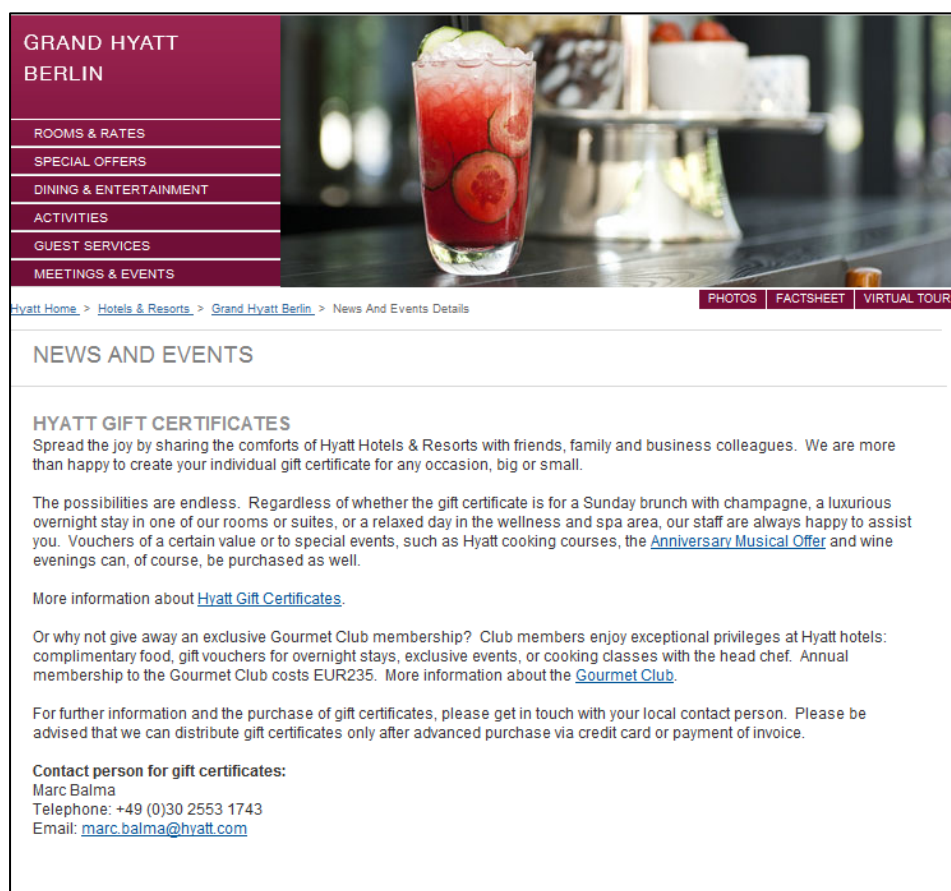 GRAND HYATT
BERLIN
ROOMS & RATES
SPECIAL OFFERS
DINING & ENTERTAINMENT
ACTIVITIES
GUEST SERVICES
MEETINGS & EVENTS
Hyatt Home > Hotels & Resorts > Grand Hyatt Berlin > News And Events Details
PHOTOS FACTSHEET VIRTUAL TOUR
NEWS AND EVENTS
HYATT GIFT CERTIFICATES
Spread the joy by sharing the comforts of Hyatt Hotels & Resorts with friends, family and business colleagues. We are more
than happy to create your individual gift certificate for any occasion, big or small.
The possibilities are endless. Regardless of whether the gift certificate is for a Sunday brunch with champagne, a luxurious
overnight stay in one of our rooms or suites, or a relaxed day in the wellness and spa area, our staff are always happy to assist
you. Vouchers of a certain value or to special events, such as Hyatt cooking courses, the Anniversary Musical Offer and wine
evenings can, of course, be purchased as well.
More information about Hyatt Gift Certificates.
Or why not give away an exclusive Gourmet Club membership? Club members enjoy exceptional privileges at Hyatt hotels:
complimentary food, gift vouchers for overnight stays, exclusive events, or cooking classes with the head chef. Annual
membership to the Gourmet Club costs EUR235. More information about the Gourmet Club.
For further information and the purchase of gift certificates, please get in touch with your local contact person. Please be
advised that we can distribute gift certificates only after advanced purchase via credit card or payment of invoice.
Contact person for gift certificates:
Marc Balma
Telephone: +49 (0)30 2553 1743
Email: marc.balma@hyatt.com